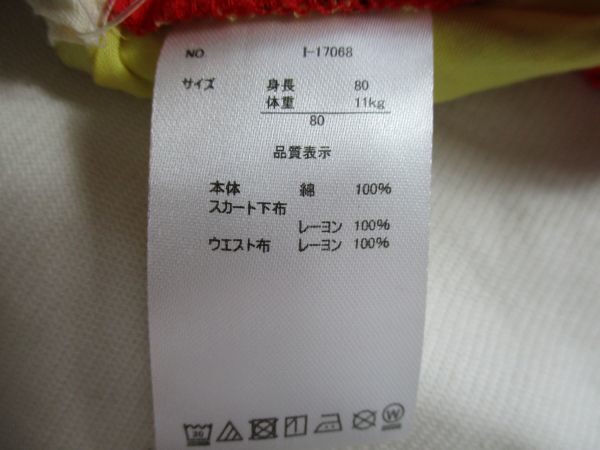 NO I-17068
サイズ 身長 80
体重 11kg
80
品質表示
本体 綿 100%
スカート下布
レーヨン 100%
ウエスト布 レーヨン 100%
30 W